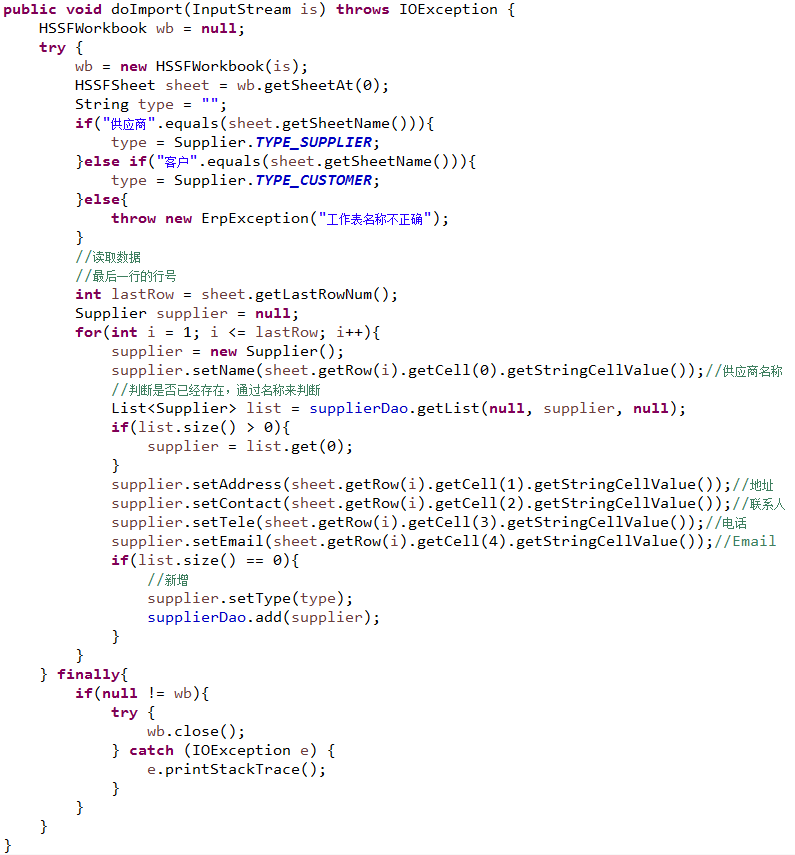 public void doImport(InputStream is) throws IOException {
    HSSFWorkbook wb = null;
    try {
        wb = new HSSFWorkbook(is);
        HSSFSheet sheet = wb.getSheetAt(0);
        String type = "";
        if("供应商".equals(sheet.getSheetName())){
            type = Supplier.TYPE_SUPPLIER;
        }else if("客户".equals(sheet.getSheetName())){
            type = Supplier.TYPE_CUSTOMER;
        }else{
            throw new ErpException("工作表名称不正确");
        }
        //读取数据
        //最后一行的行号
        int lastRow = sheet.getLastRowNum();
        Supplier supplier = null;
        for(int i = 1; i <= lastRow; i++){
            supplier = new Supplier();
            supplier.setName(sheet.getRow(i).getCell(0).getStringCellValue());//供应商名称
            //判断是否已经存在，通过名称来判断
            List<Supplier> list = supplierDao.getList(null, supplier, null);
            if(list.size() > 0){
                supplier = list.get(0);
            }
            supplier.setAddress(sheet.getRow(i).getCell(1).getStringCellValue());//地址
            supplier.setContact(sheet.getRow(i).getCell(2).getStringCellValue());//联系人
            supplier.setTele(sheet.getRow(i).getCell(3).getStringCellValue());//电话
            supplier.setEmail(sheet.getRow(i).getCell(4).getStringCellValue());//Email
            if(list.size() == 0){
                //新增
                supplier.setType(type);
                supplierDao.add(supplier);
            }
        }
    } finally{
        if(null != wb){
            try {
                wb.close();
            } catch (IOException e) {
                e.printStackTrace();
            }
        }
    }
}